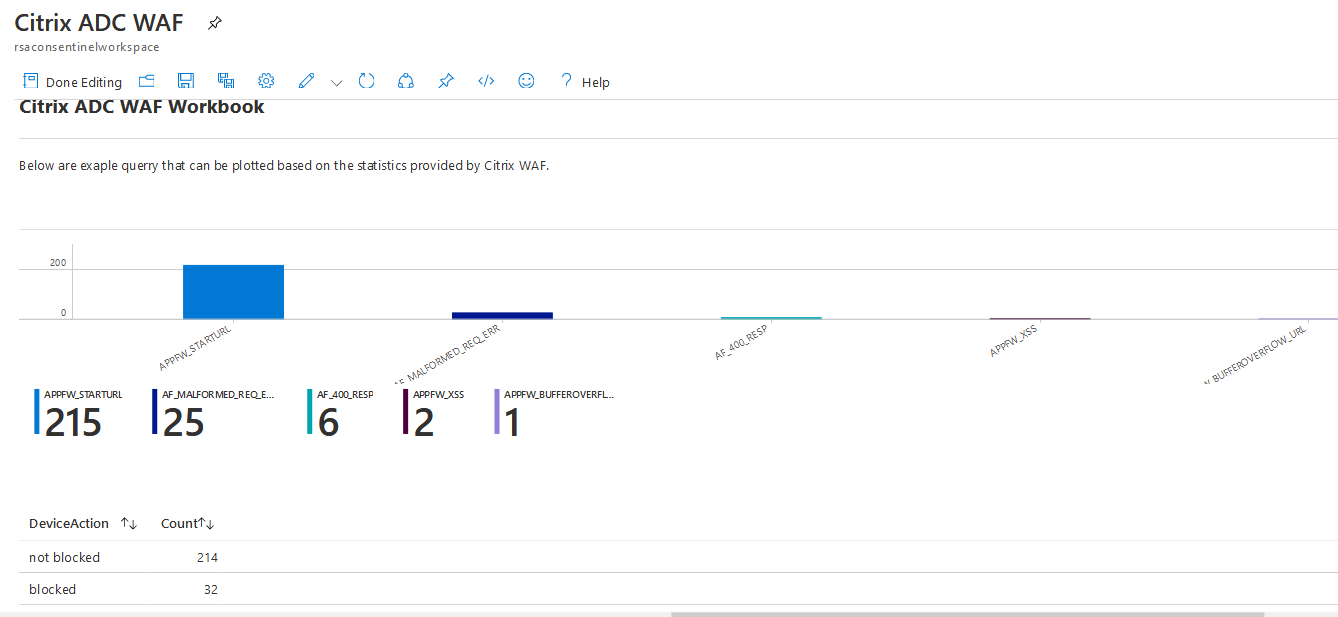 Citrix ADC WAF
rsaconsentinelworkspace
Done Editing
? Help
Citrix ADC WAF Workbook
Below are exaple querry that can be plotted based on the statistics provided by Citrix WAF.
200
0
APPFW_STARTURL
AF_MALFORMED_REQ_ERR
AF_400_RESP
APPFW_XSS
W_BUFFEROVERFLOW_URL
APPFW_STARTURL
AF_MALFORMED_REQ_E...
AF_400_RESP
APPFW_XSS
APPFW_BUFFEROVERFL...
215
25
6
2
1
DeviceAction ↑↓ Count↑↓
not blocked 214
blocked 32